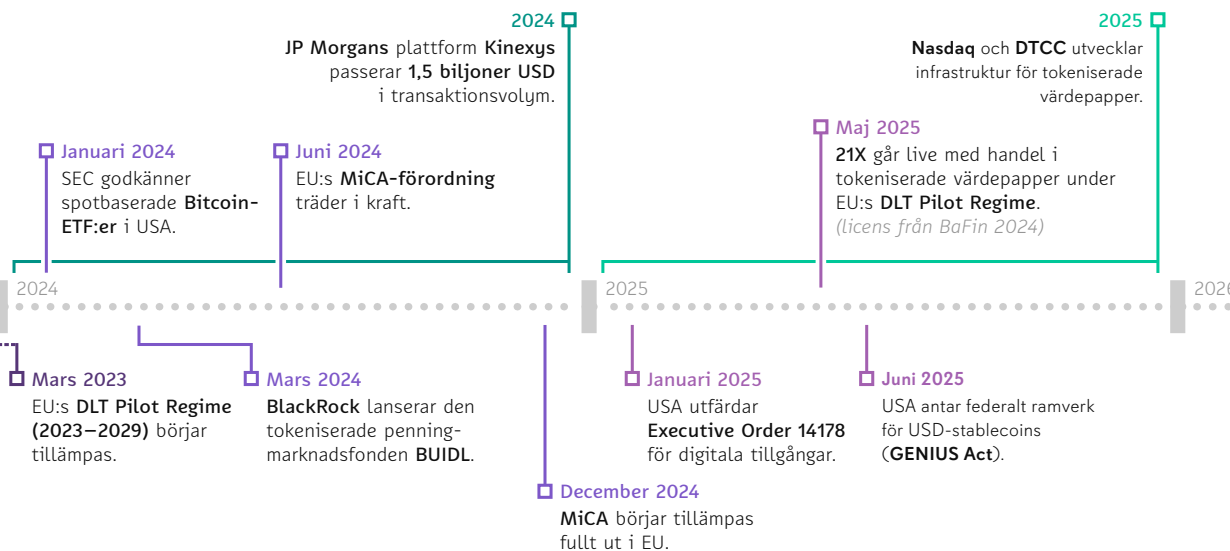 2024
JP Morgans plattform Kinexys
passerar 1,5 biljoner USD
i transaktionsvolym.
2025
Nasdaq och DTCC utvecklar
infrastruktur för tokeniserade
värdepapper.
Januari 2024
SEC godkänner
spotbaserade Bitcoin-
ETF:er i USA.
Juni 2024
EU:s MiCA-förordning
träder i kraft.
Maj 2025
21X går live med handel i
tokeniserade värdepapper under
EU:s DLT Pilot Regime.
(licens från BaFin 2024)
2024
2025
2026
Mars 2023
EU:s DLT Pilot Regime
(2023–2029) börjar
tillämpas.
Mars 2024
BlackRock lanserar den
tokeniserade penning-
marknadsfonden BUIDL.
December 2024
MiCA börjar tillämpas
fullt ut i EU.
Januari 2025
USA utfärdar
Executive Order 14178
för digitala tillgångar.
Juni 2025
USA antar federalt ramverk
för USD-stablecoins
(GENIUS Act).